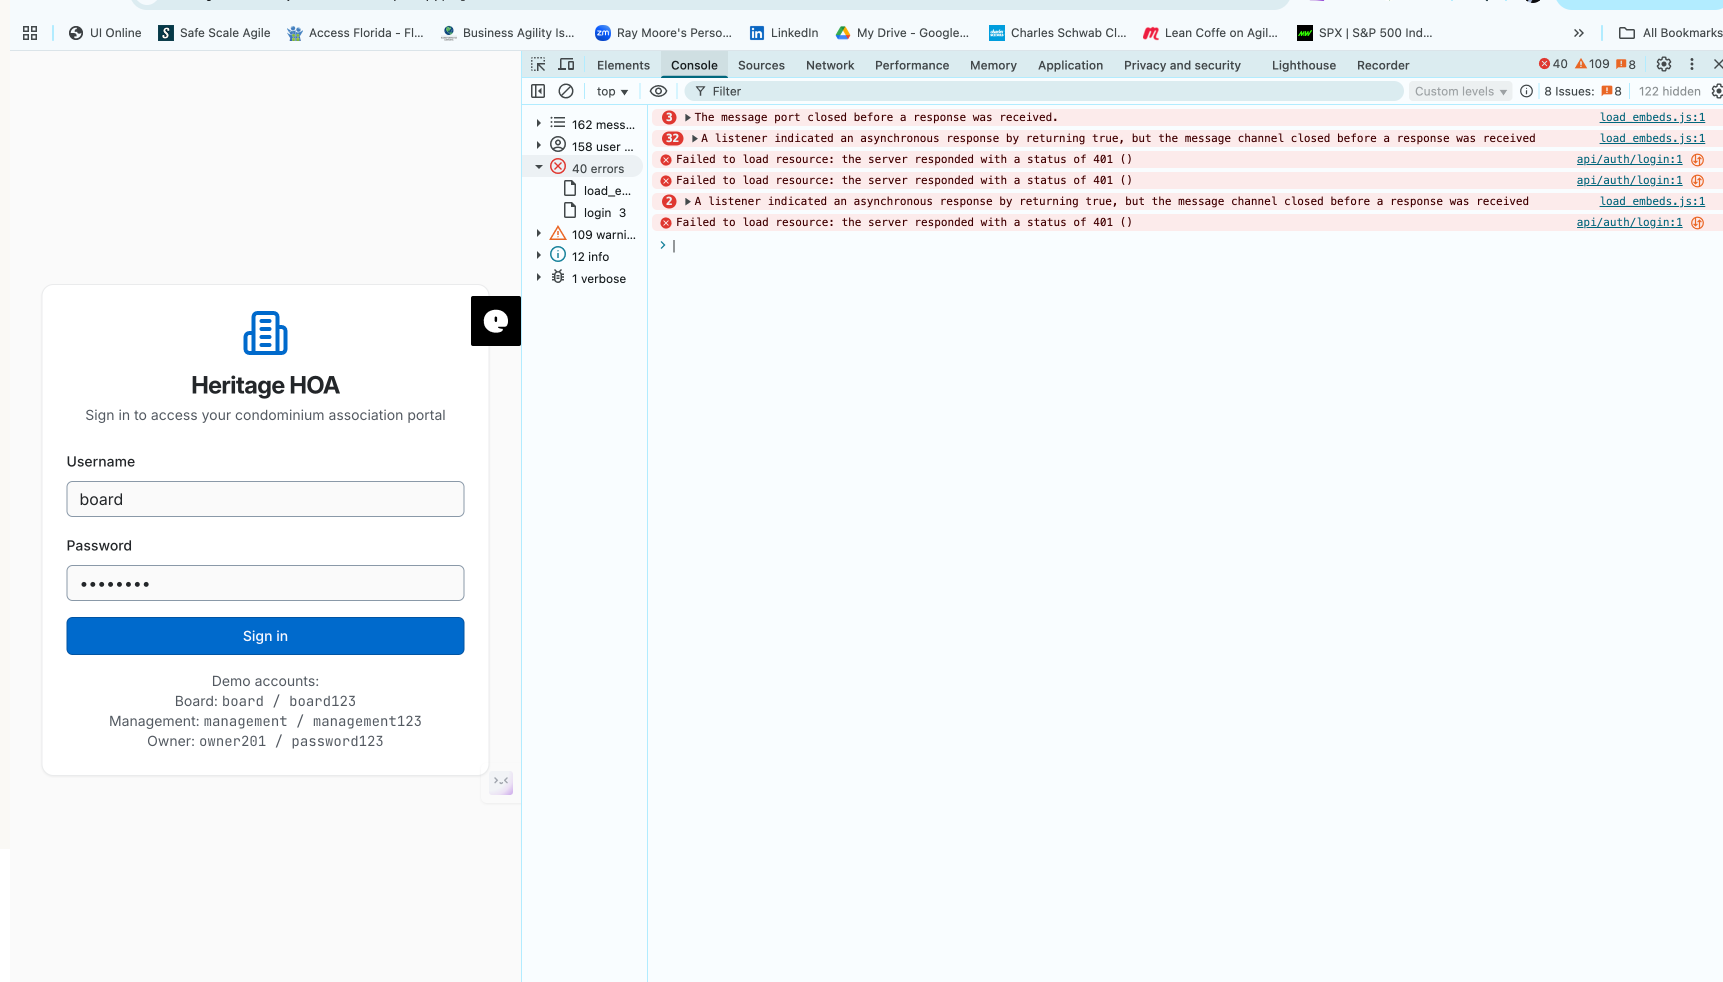 UI Online
Safe Scale Agile
Access Florida - Fl...
Business Agility Is...
zm Ray Moore's Perso...
LinkedIn
My Drive - Google...
Charles Schwab Cl...
Lean Coffe on Agil...
SPX | S&P 500 Ind...
»
All Bookmarks
Elements Console Sources Network Performance Memory Application Privacy and security Lighthouse Recorder 40 109 8
top Filter Custom levels 8 Issues: 8 122 hidden
162 mess...
158 user ...
40 errors
load_e...
login 3
109 warni...
12 info
1 verbose
3 The message port closed before a response was received. load_embeds.js:1
32 A listener indicated an asynchronous response by returning true, but the message channel closed before a response was received load_embeds.js:1
Failed to load resource: the server responded with a status of 401 () api/auth/login:1
Failed to load resource: the server responded with a status of 401 () api/auth/login:1
2 A listener indicated an asynchronous response by returning true, but the message channel closed before a response was received load_embeds.js:1
Failed to load resource: the server responded with a status of 401 () api/auth/login:1
>
Heritage HOA
Sign in to access your condominium association portal
Username
board
Password
••••••••
Sign in
Demo accounts:
Board: board / board123
Management: management / management123
Owner: owner201 / password123